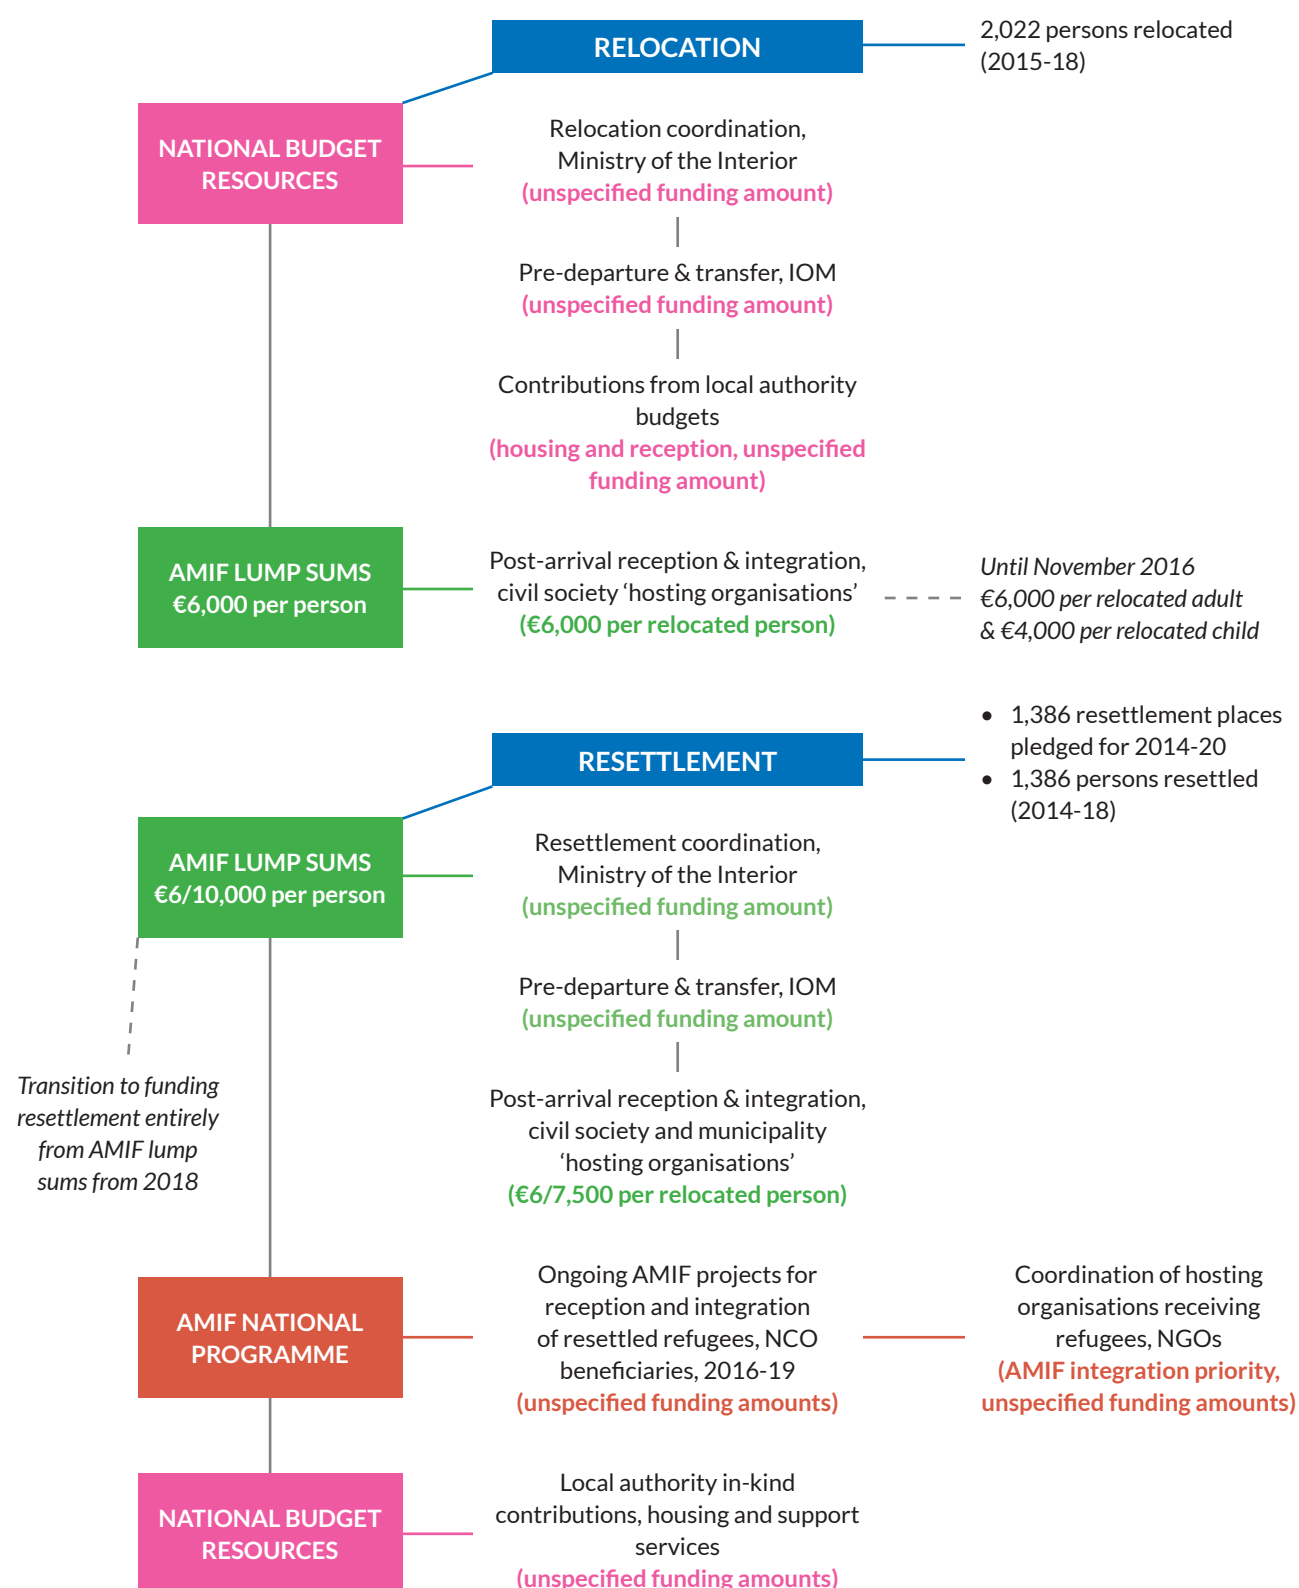 RELOCATION
2,022 persons relocated
(2015-18)
NATIONAL BUDGET
RESOURCES
Relocation coordination,
Ministry of the Interior
(unspecified funding amount)
Pre-departure & transfer, IOM
(unspecified funding amount)
Contributions from local authority
budgets
(housing and reception, unspecified
funding amount)
AMIF LUMP SUMS
€6,000 per person
Post-arrival reception & integration,
civil society ‘hosting organisations’
(€6,000 per relocated person)
Until November 2016
€6,000 per relocated adult
& €4,000 per relocated child
RESETTLEMENT
• 1,386 resettlement places
pledged for 2014-20
• 1,386 persons resettled
(2014-18)
AMIF LUMP SUMS
€6/10,000 per person
Resettlement coordination,
Ministry of the Interior
(unspecified funding amount)
Pre-departure & transfer, IOM
(unspecified funding amount)
Transition to funding
resettlement entirely
from AMIF lump
sums from 2018
Post-arrival reception & integration,
civil society and municipality
‘hosting organisations’
(€6/7,500 per relocated person)
AMIF NATIONAL
PROGRAMME
Ongoing AMIF projects for
reception and integration
of resettled refugees, NCO
beneficiaries, 2016-19
(unspecified funding amounts)
Coordination of hosting
organisations receiving
refugees, NGOs
(AMIF integration priority,
unspecified funding amounts)
NATIONAL BUDGET
RESOURCES
Local authority in-kind
contributions, housing and support
services
(unspecified funding amounts)